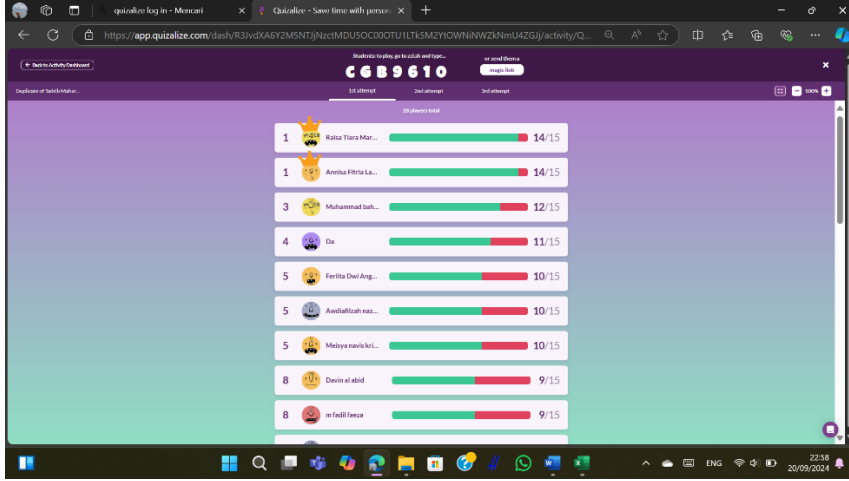 quizalize log in - Mencari
Quizalize - Save time with person
https://app.quizalize.com/dash/
← Back to Activity Dashboard
Students: to play, go to zzi.sh and type...
CGB9610
or send them a
magic link
Duplicate of Tadrib Mahar...
1st attempt
2nd attempt
3rd attempt
100%
28 players total
1 Raisa Tiara Mar... 14/15
1 Annisa Fitria La... 14/15
3 Muhammad bah... 12/15
4 Da 11/15
5 Ferlita Dwi Ang... 10/15
5 Awdiafilzah naz... 10/15
5 Meisya navis kri... 10/15
8 Davin al abid 9/15
8 m fadil faeza 9/15
ENG
22:58
20/09/2024